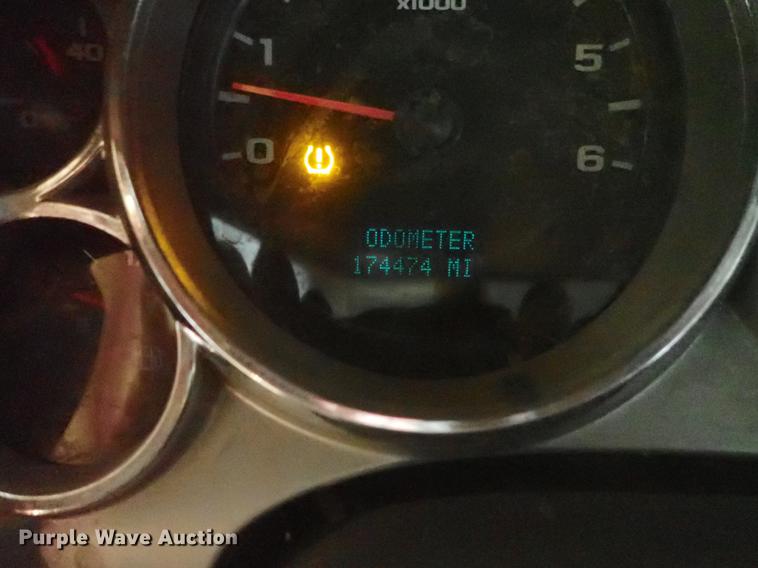 x1000
40
1
5
0
6
ODOMETER
174474 MI
Purple Wave Auction®